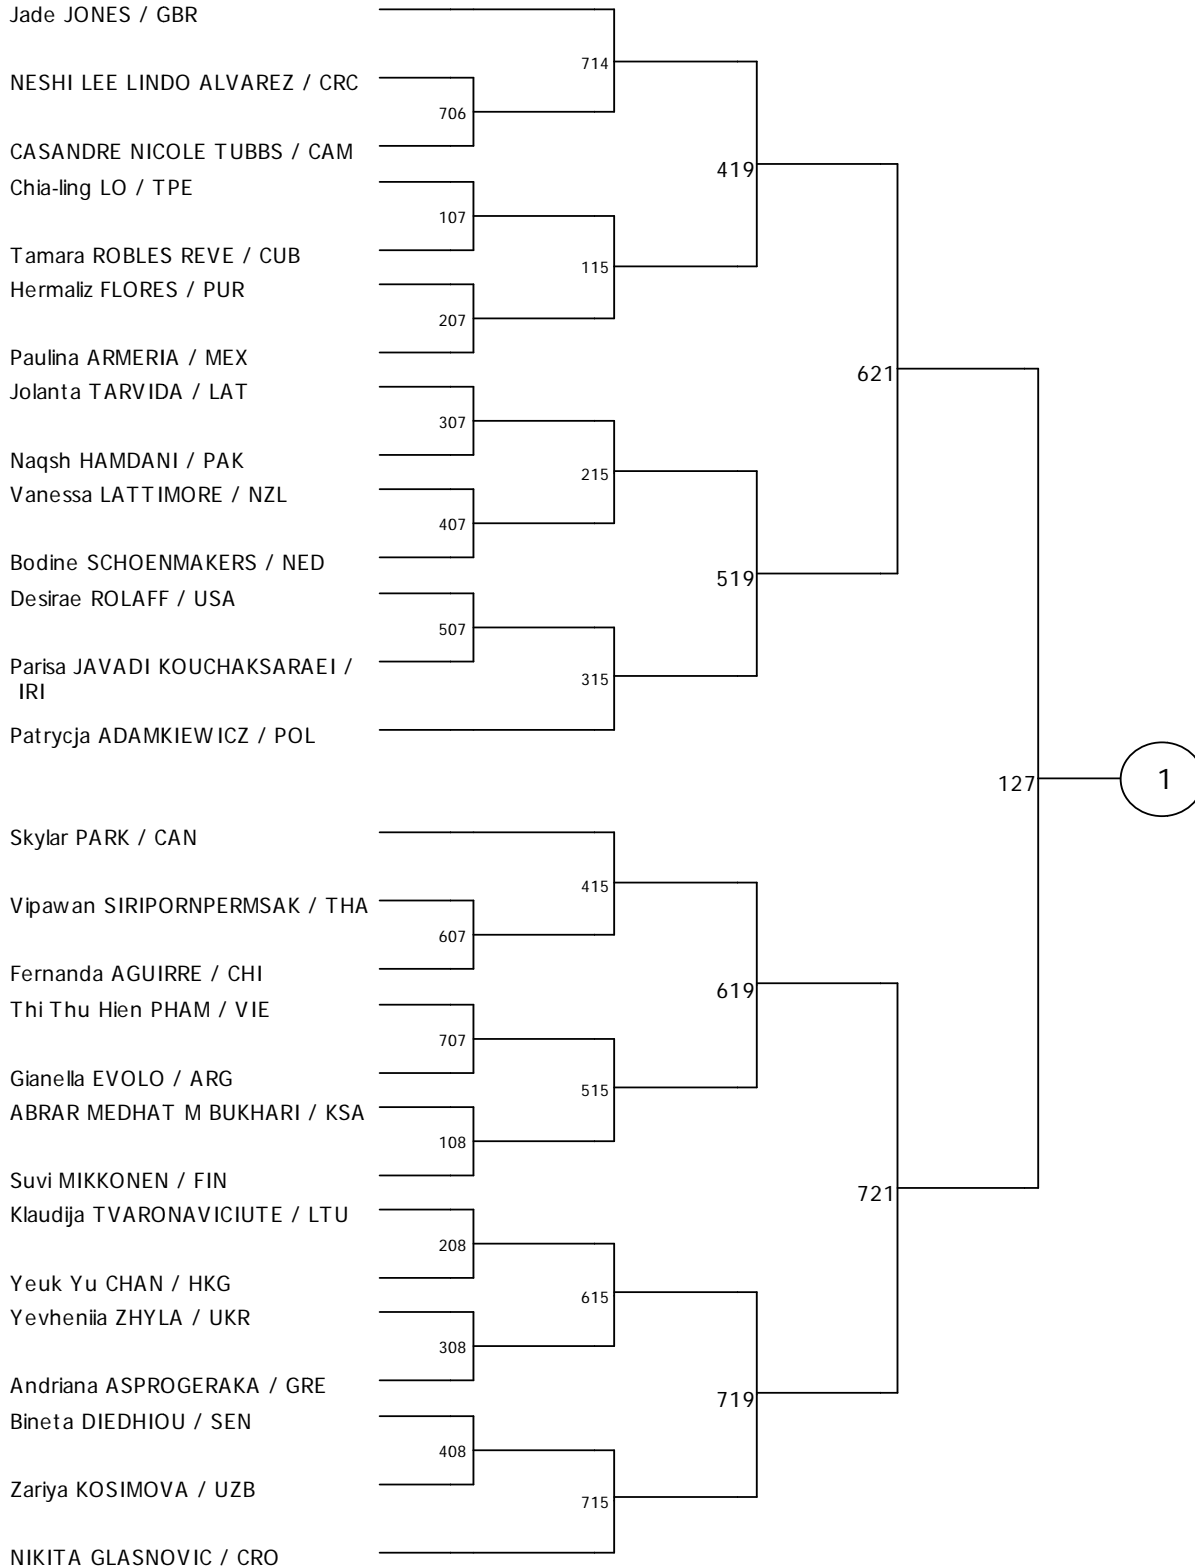 Jade JONES / GBR
714
NESHI LEE LINDO ALVAREZ / CRC
706
CASANDRE NICOLE TUBBS / CAM
419
Chia-ling LO / TPE
107
Tamara ROBLES REVE / CUB
115
Hermaliz FLORES / PUR
207
Paulina ARMERIA / MEX
621
Jolanta TARVIDA / LAT
307
Naqsh HAMDANI / PAK
215
Vanessa LATTIMORE / NZL
407
Bodine SCHOENMAKERS / NED
519
Desirae ROLAFF / USA
507
Parisa JAVADI KOUCHAKSARAEI /
IRI
315
Patrycja ADAMKIEWICZ / POL
127
1
Skylar PARK / CAN
415
Vipawan SIRIPORNPERMSAK / THA
607
Fernanda AGUIRRE / CHI
619
Thi Thu Hien PHAM / VIE
707
Gianella EVOLO / ARG
515
ABRAR MEDHAT M BUKHARI / KSA
108
Suvi MIKKONEN / FIN
721
Klaudija TVARONAVICIUTE / LTU
208
Yeuk Yu CHAN / HKG
615
Yevheniia ZHYLA / UKR
308
Andriana ASPROGERAKA / GRE
719
Bineta DIEDHIOU / SEN
408
Zariya KOSIMOVA / UZB
715
NIKITA GLASNOVIC / CRO